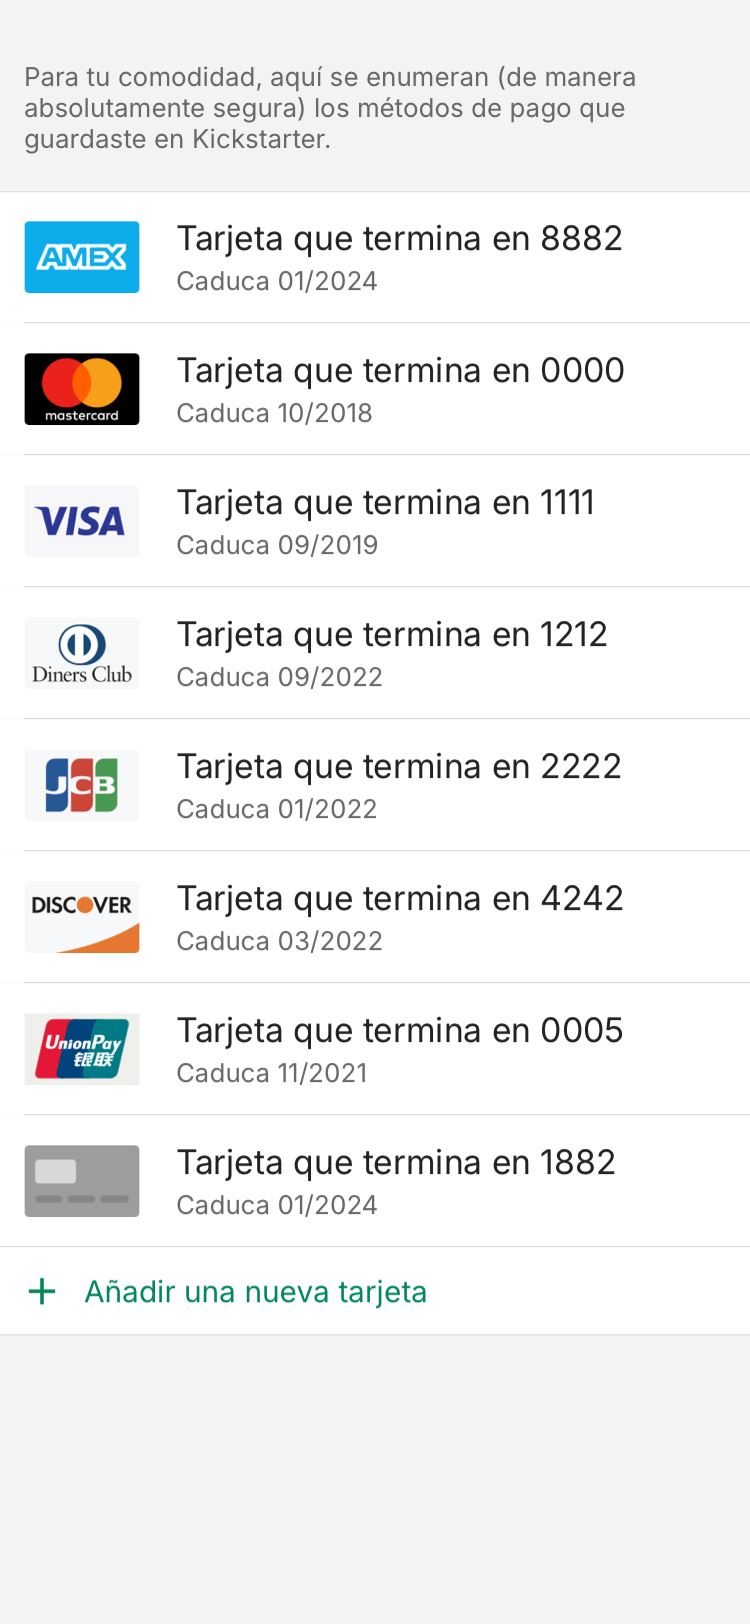 Para tu comodidad, aquí se enumeran (de manera
absolutamente segura) los métodos de pago que
guardaste en Kickstarter.
AMEX
Tarjeta que termina en 8882
Caduca 01/2024
mastercard
Tarjeta que termina en 0000
Caduca 10/2018
VISA
Tarjeta que termina en 1111
Caduca 09/2019
Diners Club
Tarjeta que termina en 1212
Caduca 09/2022
JCB
Tarjeta que termina en 2222
Caduca 01/2022
DISCOVER
Tarjeta que termina en 4242
Caduca 03/2022
UnionPay
银联
Tarjeta que termina en 0005
Caduca 11/2021
Tarjeta que termina en 1882
Caduca 01/2024
+ Añadir una nueva tarjeta